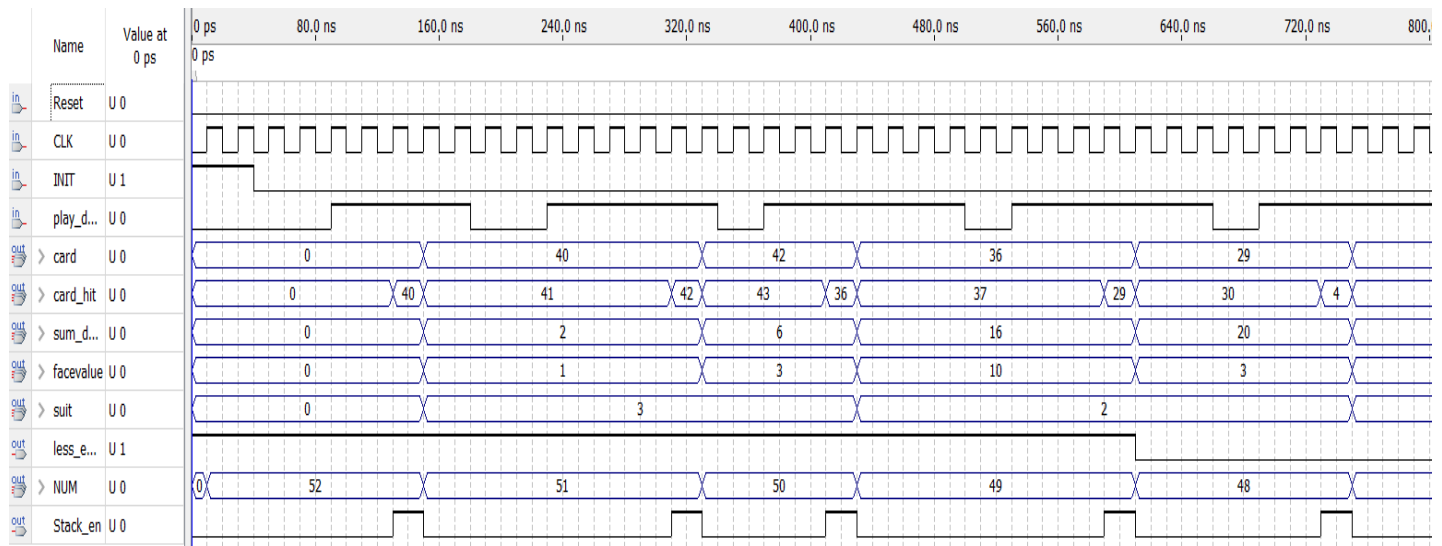 Name Value at 0 ps 0 ps 80.0 ns 160.0 ns 240.0 ns 320.0 ns 400.0 ns 480.0 ns 560.0 ns 640.0 ns 720.0 ns 800.
0 ps
in Reset U 0
in CLK U 0
in INIT U 1
in play_d... U 0
out > card U 0 0 40 42 36 29
out > card_hit U 0 0 40 41 42 43 36 37 29 30 4
out > sum_d... U 0 0 2 6 16 20
out > facevalue U 0 0 1 3 10 3
out > suit U 0 0 3 2
out less_e... U 1
out > NUM U 0 0 52 51 50 49 48
out Stack_en U 0